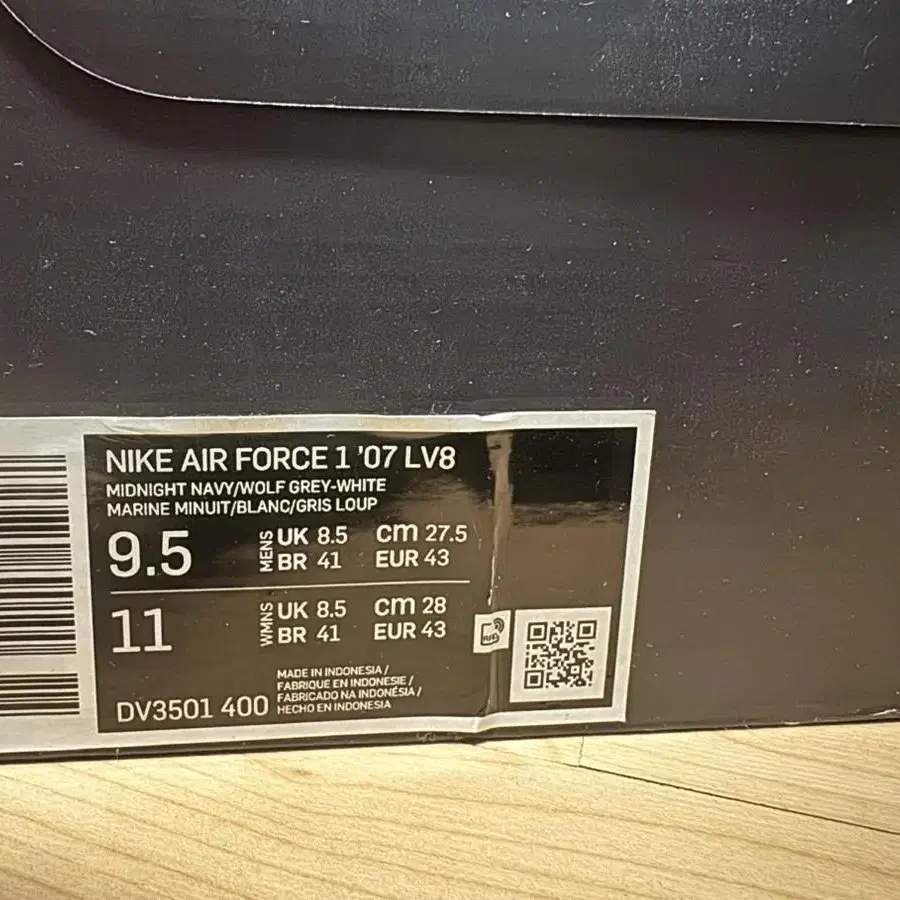 NIKE AIR FORCE 1 '07 LV8
MIDNIGHT NAVY/WOLF GREY-WHITE
MARINE MINUIT/BLANC/GRIS LOUP
9.5 MENS UK 8.5 cm 27.5
BR 41 EUR 43
11 WMNS UK 8.5 cm 28
BR 41 EUR 43
MADE IN INDONESIA /
FABRIQUE EN INDONESIE /
FABRICADO NA INDONÉSIA /
DV3501 400 HECHO EN INDONESIA